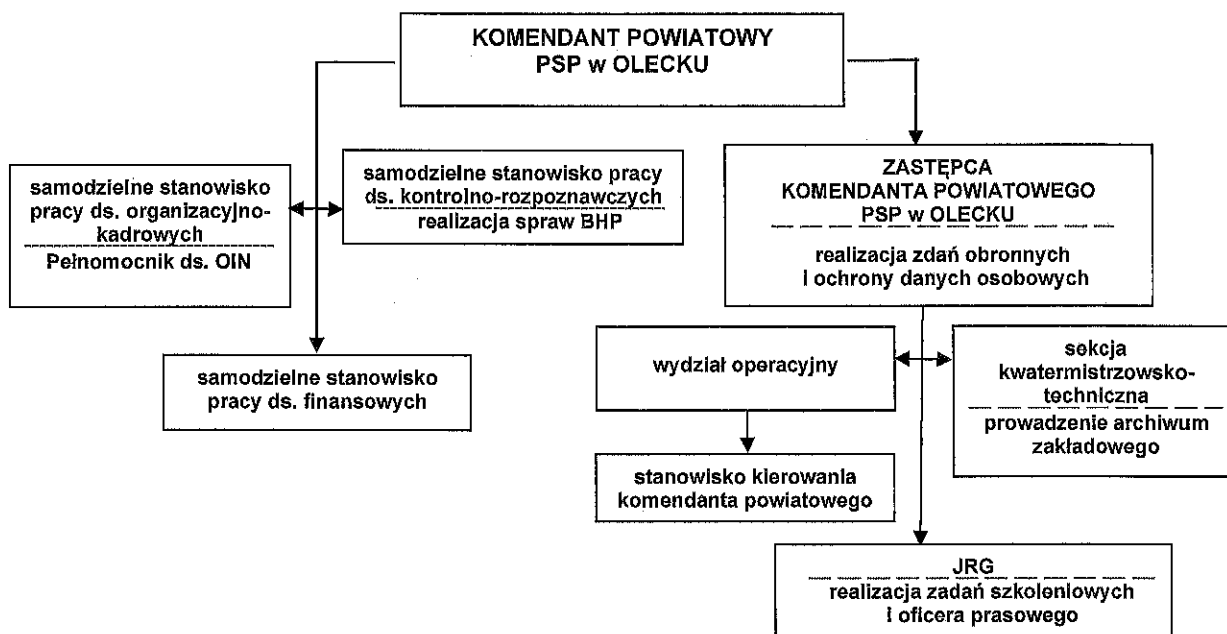 KOMENDANT POWIATOWY
PSP w OLECKU
samodzielne stanowisko
pracy ds. organizacyjno-
kadrowych
Pełnomocnik ds. OIN
samodzielne stanowisko pracy
ds. kontrolno-rozpoznawczych
realizacja spraw BHP
samodzielne stanowisko
pracy ds. finansowych
ZASTĘPCA
KOMENDANTA POWIATOWEGO
PSP w OLECKU
realizacja zdań obronnych
i ochrony danych osobowych
wydział operacyjny
sekcja
kwatermistrzowsko-
techniczna
prowadzenie archiwum
zakładowego
stanowisko kierowania
komendanta powiatowego
JRG
realizacja zadań szkoleniowych
i oficera prasowego